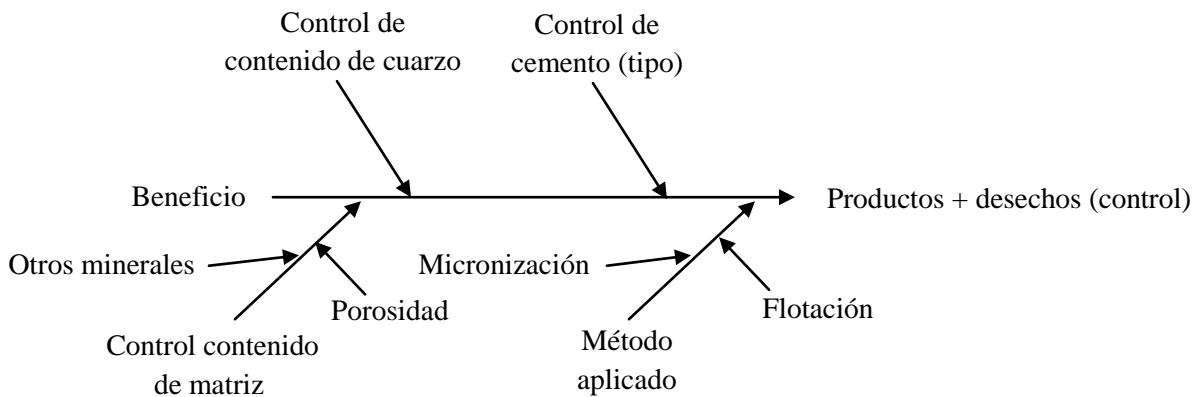 Control de
contenido de cuarzo
Control de
cemento (tipo)
Beneficio
Productos + desechos (control)
Otros minerales
Micronización
Porosidad
Flotación
Control contenido
de matriz
Método
aplicado